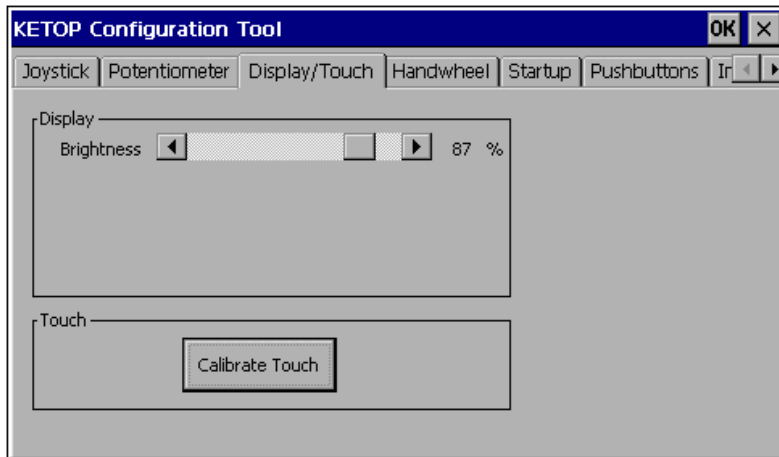 KETOP Configuration Tool OK ×
Joystick Potentiometer Display/Touch Handwheel Startup Pushbuttons
Display
Brightness 87 %
Touch
Calibrate Touch